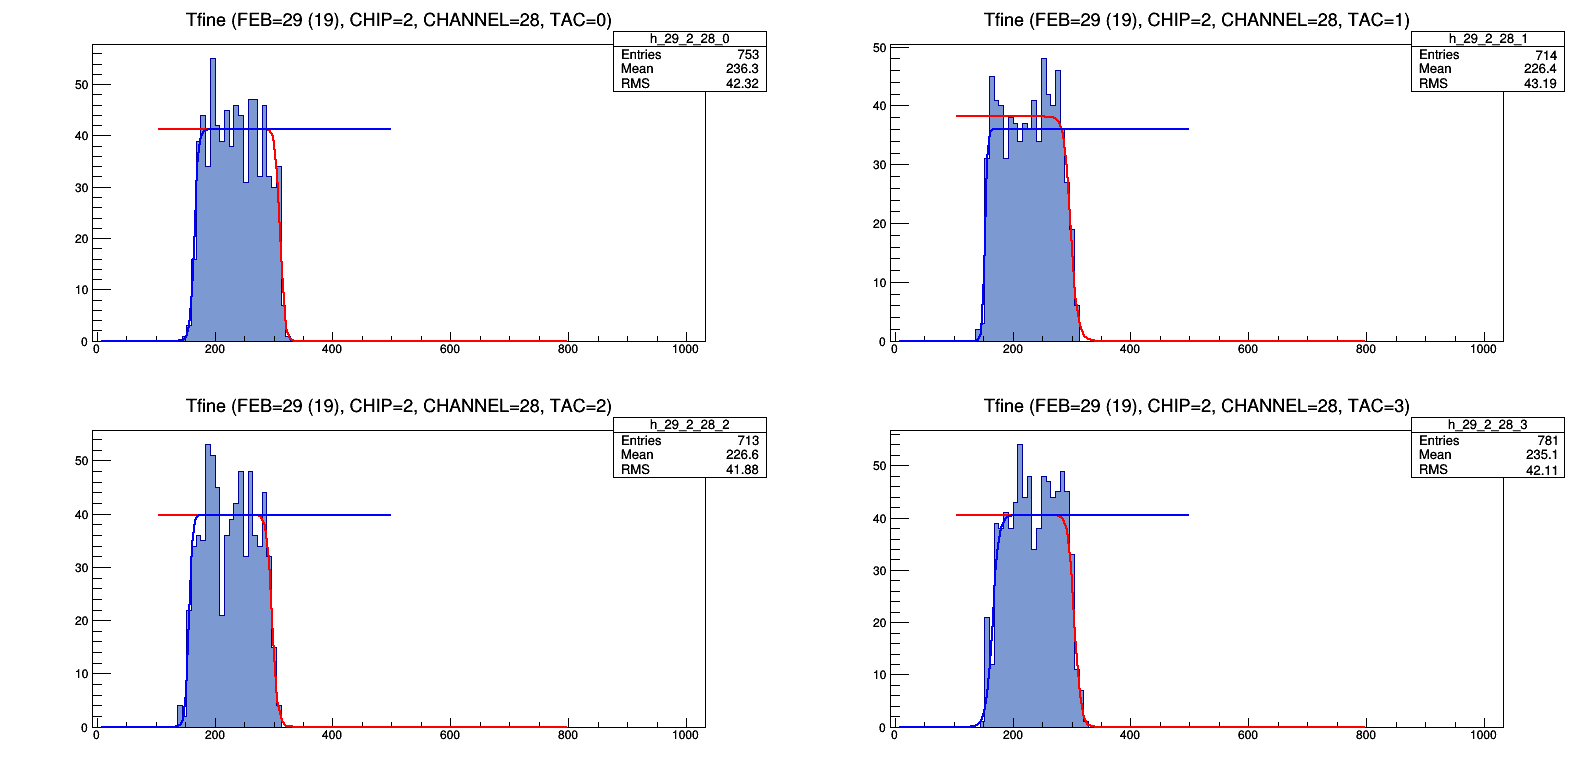 Tfine (FEB=29 (19), CHIP=2, CHANNEL=28, TAC=0)
h_29_2_28_0
Entries 753
Mean 236.3
RMS 42.32
50
40
30
20
10
0
0 200 400 600 800 1000
Tfine (FEB=29 (19), CHIP=2, CHANNEL=28, TAC=1)
h_29_2_28_1
Entries 714
Mean 226.4
RMS 43.19
50
40
30
20
10
0
0 200 400 600 800 1000
Tfine (FEB=29 (19), CHIP=2, CHANNEL=28, TAC=2)
h_29_2_28_2
Entries 713
Mean 226.6
RMS 41.88
50
40
30
20
10
0
0 200 400 600 800 1000
Tfine (FEB=29 (19), CHIP=2, CHANNEL=28, TAC=3)
h_29_2_28_3
Entries 781
Mean 235.1
RMS 42.11
50
40
30
20
10
0
0 200 400 600 800 1000